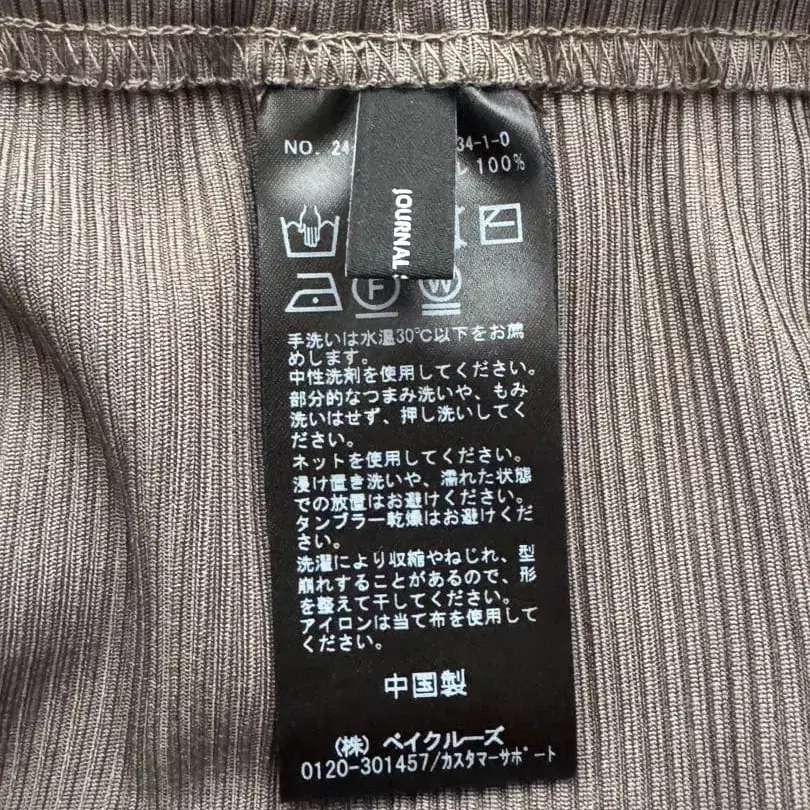 NO. 24- 34-1-0
100%
JOURNAL
F W
手洗いは水温30℃以下をお薦
めします。
中性洗剤を使用してください。
部分的なつまみ洗いや、もみ
洗いはせず、押し洗いしてく
ださい。
ネットを使用してください。
浸け置き洗いや、濡れた状態
での放置はお避けください。
タンブラー乾燥はお避けくだ
さい。
洗濯により収縮やねじれ、型
崩れすることがあるので、形
を整えて干してください。
アイロンは当て布を使用して
ください。
中国製
(株) ベイクルーズ
0120-301457/カスタマーサポート